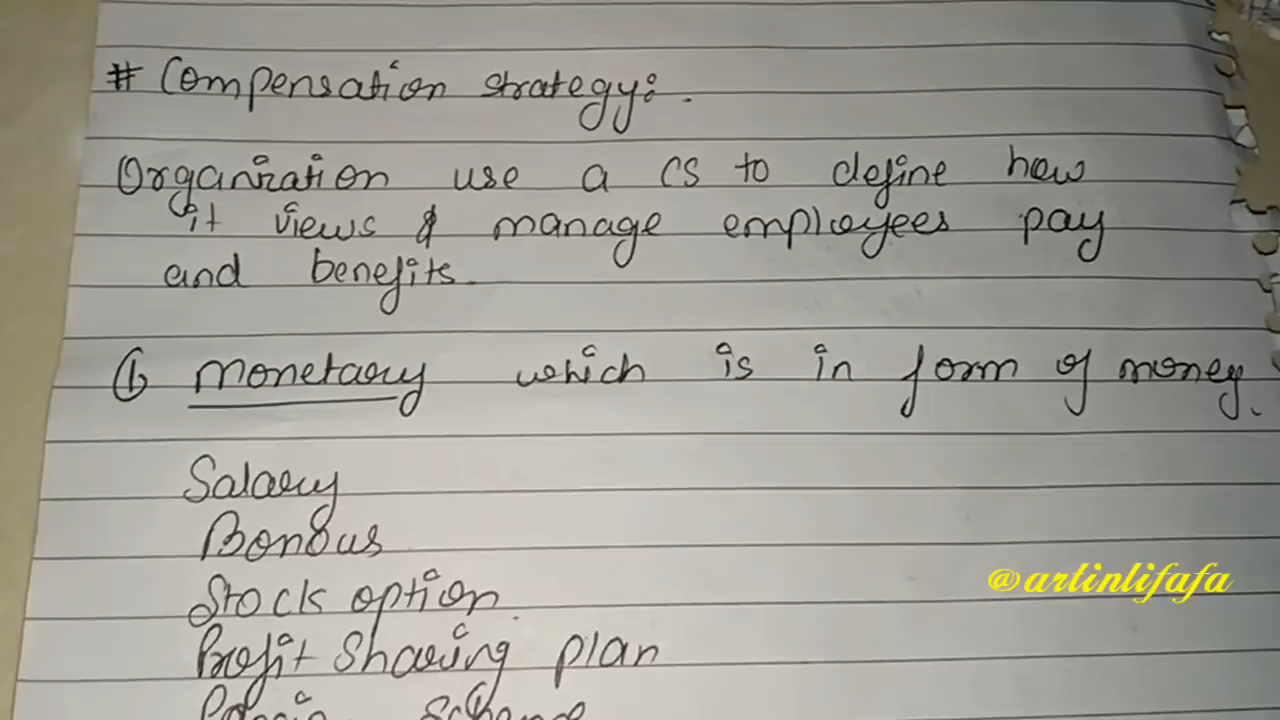 # Compensation strategy:.
Organization use a CS to define how
it views & manage employees pay
and benefits.
① Monetary which is in form of money.
Salary
Bonous
Stock option.
@artinlifafa
Profit Sharing plan